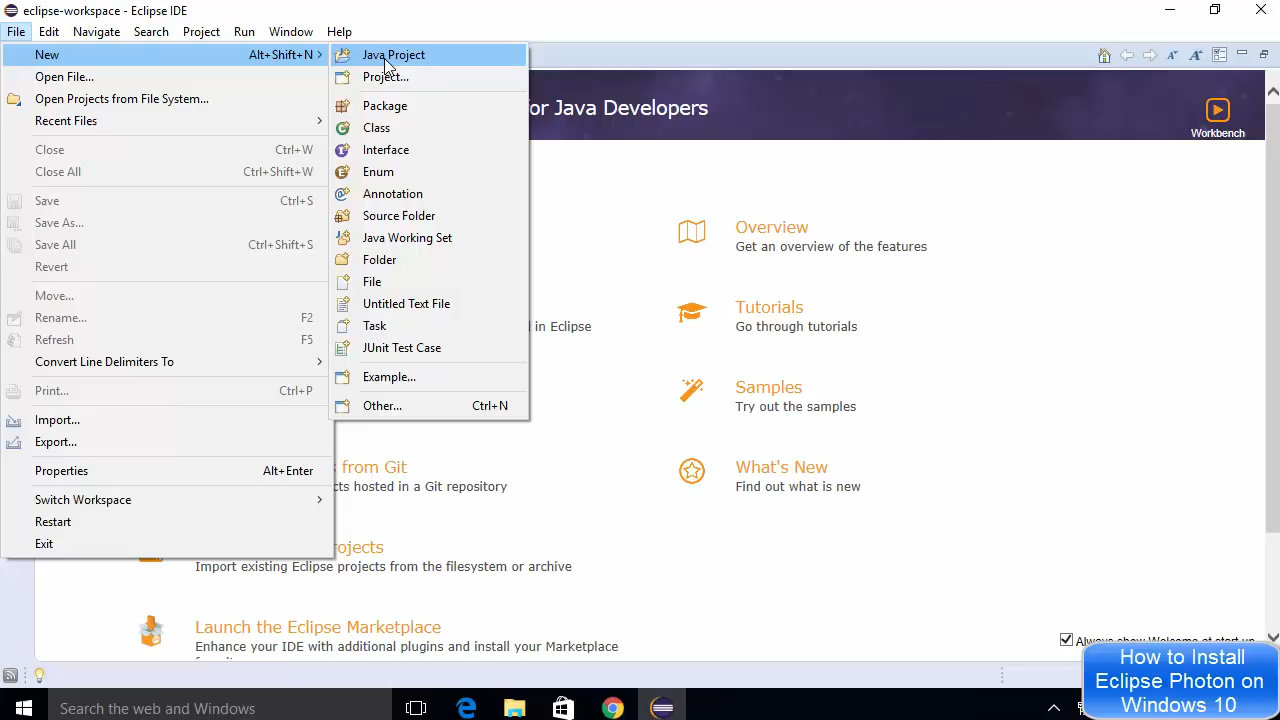 eclipse-workspace - Eclipse IDE
File Edit Navigate Search Project Run Window Help
New Alt+Shift+N
Open File...
Open Projects from File System...
Recent Files
Close Ctrl+W
Close All Ctrl+Shift+W
Save Ctrl+S
Save As...
Save All Ctrl+Shift+S
Revert
Move...
Rename... F2
Refresh F5
Convert Line Delimiters To
Print... Ctrl+P
Import...
Export...
Properties Alt+Enter
Switch Workspace
Restart
Exit
Java Project
Project...
Package
Class
Interface
Enum
Annotation
Source Folder
Java Working Set
Folder
File
Untitled Text File
Task
JUnit Test Case
Example...
Other... Ctrl+N
or Java Developers
Workbench
Overview
Get an overview of the features
in Eclipse
Tutorials
Go through tutorials
Samples
Try out the samples
from Git
hosted in a Git repository
What's New
Find out what is new
Import existing Eclipse projects from the filesystem or archive
Launch the Eclipse Marketplace
Enhance your IDE with additional plugins and install your Marketplace
Always show Welcome at start up
How to Install
Eclipse Photon on
Windows 10
Search the web and Windows